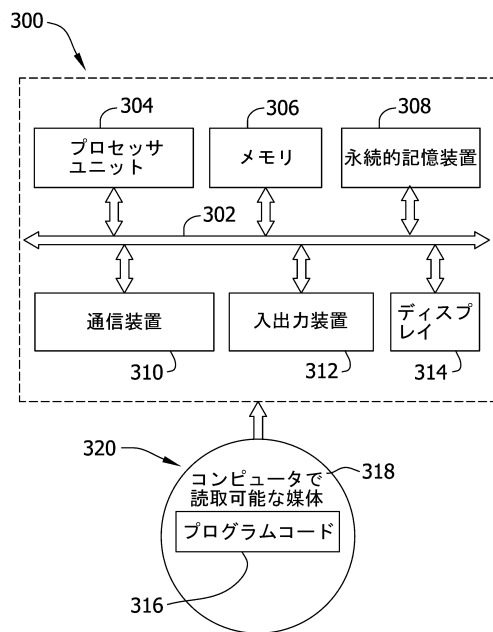 300
304
306
308
プロセッサ
ユニット
メモリ
永続的記憶装置
302
通信装置
入出力装置
ディスプ
レイ
310
312
314
320
318
コンピュータで
読取可能な媒体
プログラムコード
316